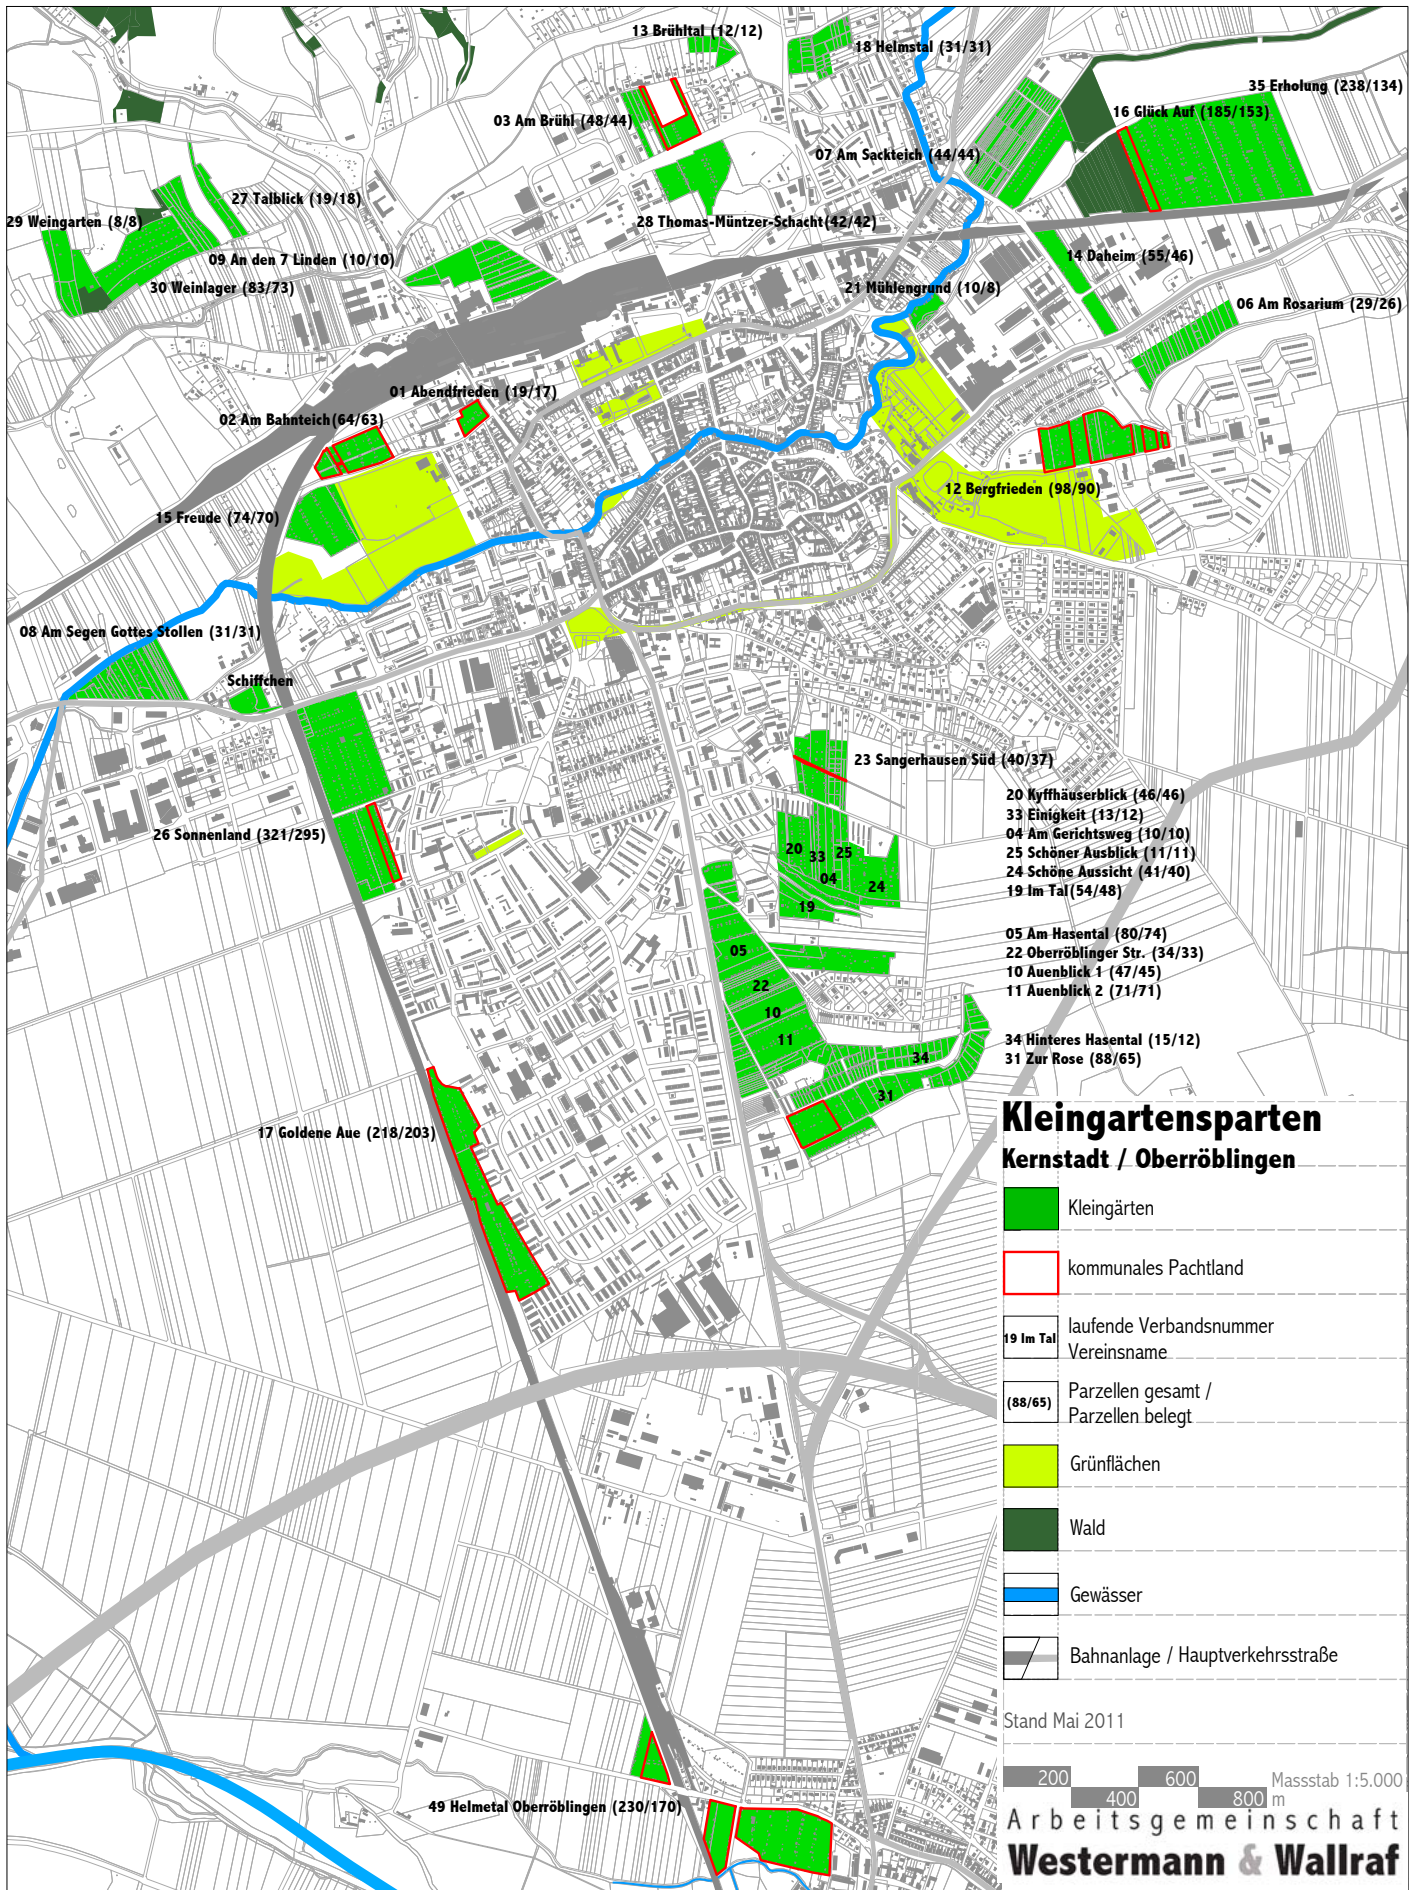 13 Brühltal (12/12)
18 Helmstal (31/31)
35 Erholung (238/134)
16 Glück Auf (185/153)
03 Am Brühl (48/44)
07 Am Sackteich (44/44)
27 Talblick (19/18)
29 Weingarten (8/8)
28 Thomas-Müntzer-Schacht(42/42)
09 An den 7 Linden (10/10)
14 Daheim (55/46)
30 Weinlager (83/73)
21 Mühlengrund (10/8)
06 Am Rosarium (29/26)
01 Abendfrieden (19/17)
02 Am Bahnteich(64/63)
12 Bergfrieden (98/90)
15 Freude (74/70)
08 Am Segen Gottes Stollen (31/31)
Schiffchen
23 Sangerhausen Süd (40/37)
20 Kyffhäuserblick (46/46)
33 Einigkeit (13/12)
04 Am Gerichtsweg (10/10)
25 Schöner Ausblick (11/11)
24 Schöne Aussicht (41/40)
19 Im Tal(54/48)
26 Sonnenland (321/295)
20
33
25
04
24
19
05 Am Hasental (80/74)
22 Oberröblinger Str. (34/33)
10 Auenblick 1 (47/45)
11 Auenblick 2 (71/71)
05
22
10
11
34 Hinteres Hasental (15/12)
31 Zur Rose (88/65)
34
31
17 Goldene Aue (218/203)
49 Helmetal Oberröblingen (230/170)
Kleingartensparten
Kernstadt / Oberröblingen
Kleingärten
kommunales Pachtland
19 Im Tal
laufende Verbandsnummer
Vereinsname
(88/65)
Parzellen gesamt /
Parzellen belegt
Grünflächen
Wald
Gewässer
Bahnanlage / Hauptverkehrsstraße
Stand Mai 2011
200 600 Massstab 1:5.000
400 800 m
Arbeitsgemeinschaft
Westermann & Wallraf